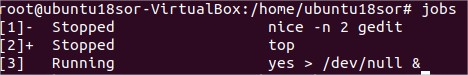 root@ubuntu18sor-VirtualBox:/home/ubuntu18sor# jobs
[1]-  Stopped                 nice -n 2 gedit
[2]+  Stopped                 top
[3]   Running                 yes > /dev/null &